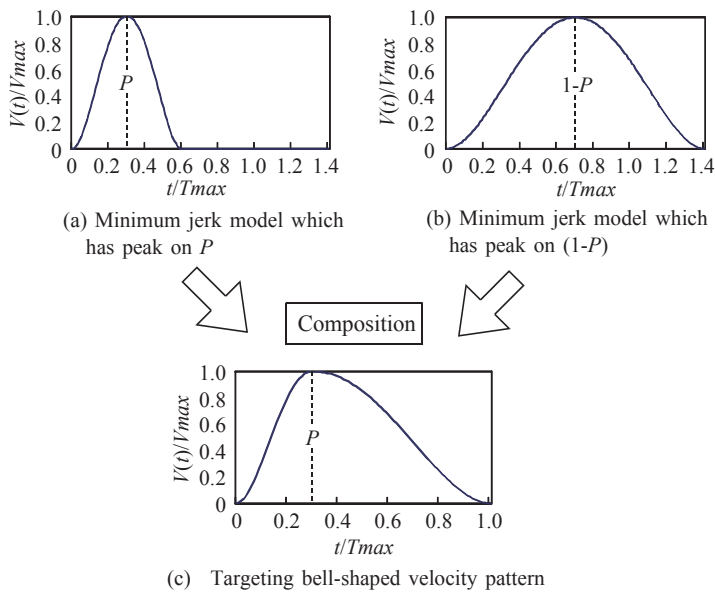 1.0
0.8
0.6
0.4
0.2
0
V(t)/Vmax
P
0 0.2 0.4 0.6 0.8 1.0 1.2 1.4
t/Tmax
(a) Minimum jerk model which
has peak on P
1.0
0.8
0.6
0.4
0.2
0
V(t)/Vmax
1-P
0 0.2 0.4 0.6 0.8 1.0 1.2 1.4
t/Tmax
(b) Minimum jerk model which
has peak on (1-P)
Composition
1.0
0.8
0.6
0.4
0.2
0
V(t)/Vmax
P
0 0.2 0.4 0.6 0.8 1.0
t/Tmax
(c) Targeting bell-shaped velocity pattern